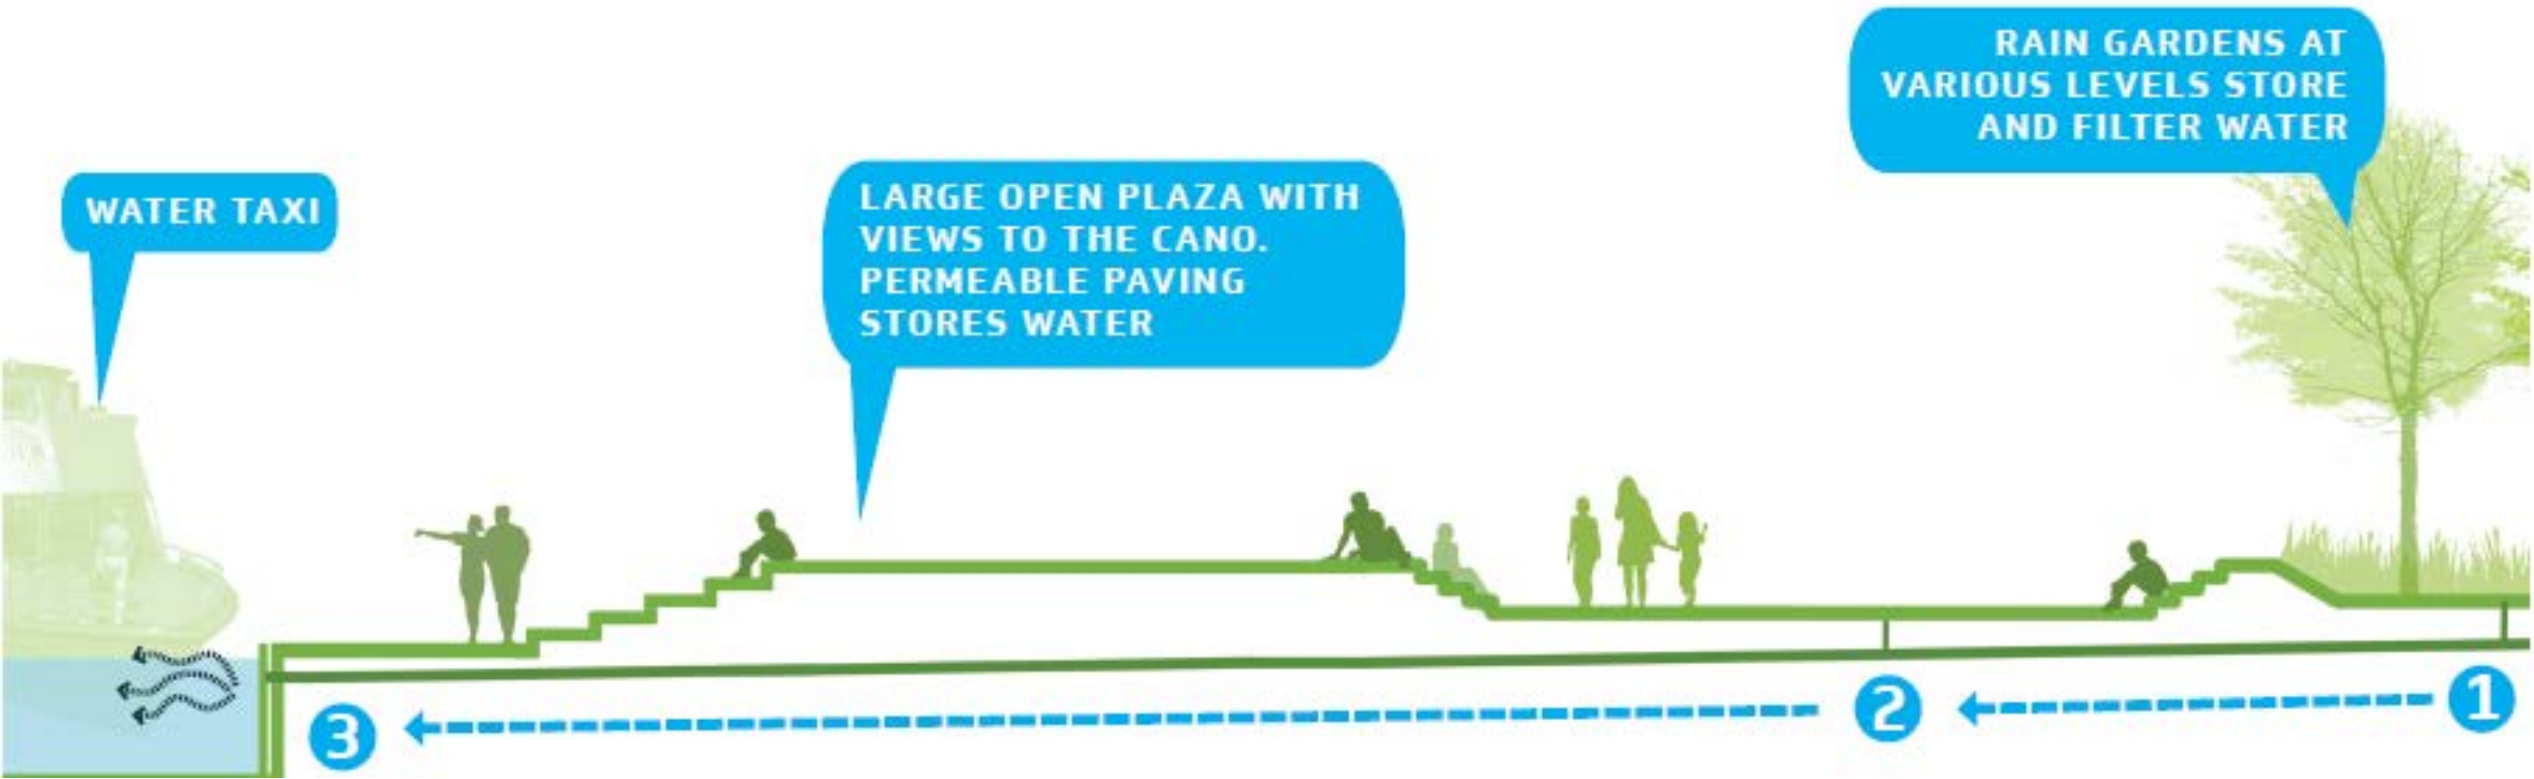 WATER TAXI
LARGE OPEN PLAZA WITH
VIEWS TO THE CANO.
PERMEABLE PAVING
STORES WATER
RAIN GARDENS AT
VARIOUS LEVELS STORE
AND FILTER WATER
3
2
1